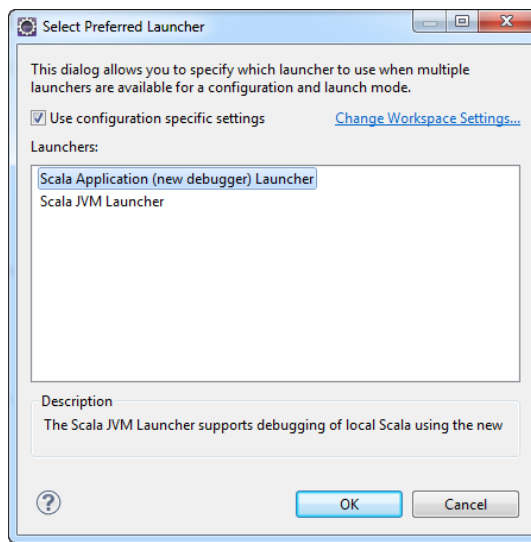 Select Preferred Launcher
This dialog allows you to specify which launcher to use when multiple
launchers are available for a configuration and launch mode.
Use configuration specific settings Change Workspace Settings...
Launchers:
Scala Application (new debugger) Launcher
Scala JVM Launcher
Description
The Scala JVM Launcher supports debugging of local Scala using the new
?
OK Cancel